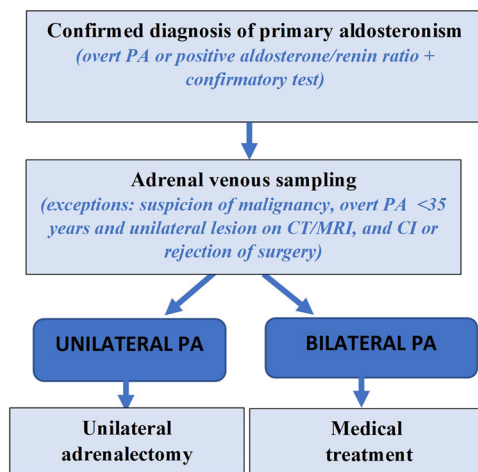 Confirmed diagnosis of primary aldosteronism
(overt PA or positive aldosterone/renin ratio +
confirmatory test)
Adrenal venous sampling
(exceptions: suspicion of malignancy, overt PA <35
years and unilateral lesion on CT/MRI, and CI or
rejection of surgery)
UNILATERAL PA
BILATERAL PA
Unilateral
adrenalectomy
Medical
treatment